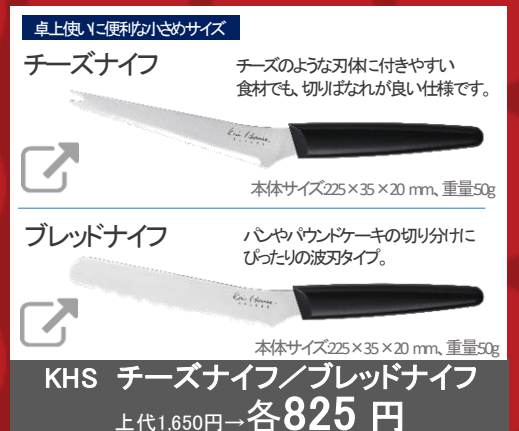 卓上使いに便利な小さめサイズ
チーズナイフ
チーズのような刃体に付きやすい
食材でも、切りばなれが良い仕様です。
本体サイズ225×35×20 mm、重量50g
ブレッドナイフ
パンやパウンドケーキの切り分けに
ぴったりの波刃タイプ。
本体サイズ225×35×20 mm、重量50g
KHS チーズナイフ／ブレッドナイフ
上代1,650円→各825 円